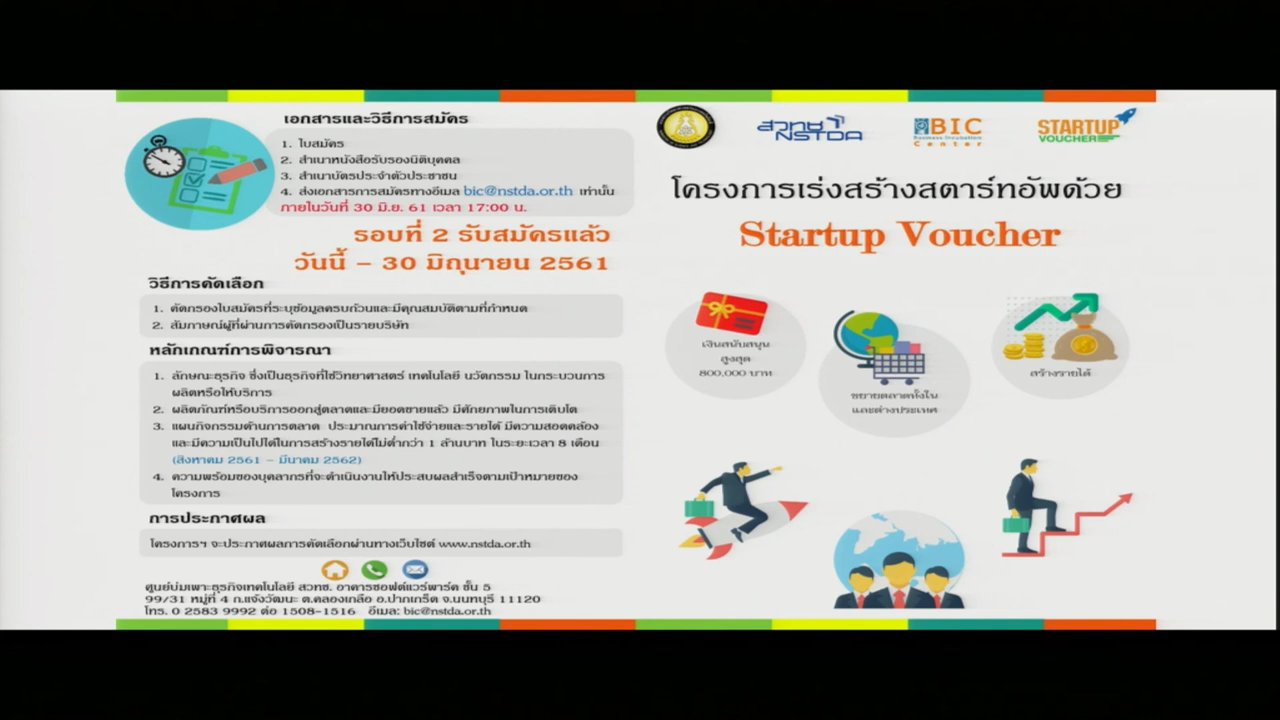 เอกสารและวิธีการสมัคร
1. ใบสมัคร
2. สำเนาหนังสือรับรองนิติบุคคล
3. สำเนาบัตรประจำตัวประชาชน
4. ส่งเอกสารการสมัครทางอีเมล bic@nstda.or.th เท่านั้น
ภายในวันที่ 30 มิ.ย. 61 เวลา 17:00 น.
รอบที่ 2 รับสมัครแล้ว
วันนี้ – 30 มิถุนายน 2561
วิธีการคัดเลือก
1. คัดกรองใบสมัครที่ระบุข้อมูลครบถ้วนและมีคุณสมบัติตามที่กำหนด
2. สัมภาษณ์ผู้ที่ผ่านการคัดกรองเป็นรายบริษัท
หลักเกณฑ์การพิจารณา
1. ลักษณะธุรกิจ ซึ่งเป็นธุรกิจที่ใช้วิทยาศาสตร์ เทคโนโลยี นวัตกรรม ในกระบวนการ
ผลิตหรือให้บริการ
2. ผลิตภัณฑ์หรือบริการออกสู่ตลาดและมียอดขายแล้ว มีศักยภาพในการเติบโต
3. แผนกิจกรรมด้านการตลาด ประมาณการค่าใช้จ่ายและรายได้ มีความสอดคล้อง
และมีความเป็นไปได้ในการสร้างรายได้ไม่ต่ำกว่า 1 ล้านบาท ในระยะเวลา 8 เดือน
(สิงหาคม 2561 – มีนาคม 2562)
4. ความพร้อมของบุคลากรที่จะดำเนินงานให้ประสบผลสำเร็จตามเป้าหมายของ
โครงการ
การประกาศผล
โครงการฯ จะประกาศผลการคัดเลือกผ่านทางเว็บไซต์ www.nstda.or.th
ศูนย์บ่มเพาะธุรกิจเทคโนโลยี สวทช. อาคารซอฟต์แวร์พาร์ค ชั้น 5
99/31 หมู่ที่ 4 ถ.แจ้งวัฒนะ ต.คลองเกลือ อ.ปากเกร็ด จ.นนทบุรี 11120
โทร. 0 2583 9992 ต่อ 1508-1516 อีเมล: bic@nstda.or.th
สวทช NSTDA
BIC
Business Incubation
Center
STARTUP
VOUCHER
โครงการเร่งสร้างสตาร์ทอัพด้วย
Startup Voucher
เงินสนับสนุน
สูงสุด
800,000 บาท
ขยายตลาดทั้งใน
และต่างประเทศ
สร้างรายได้